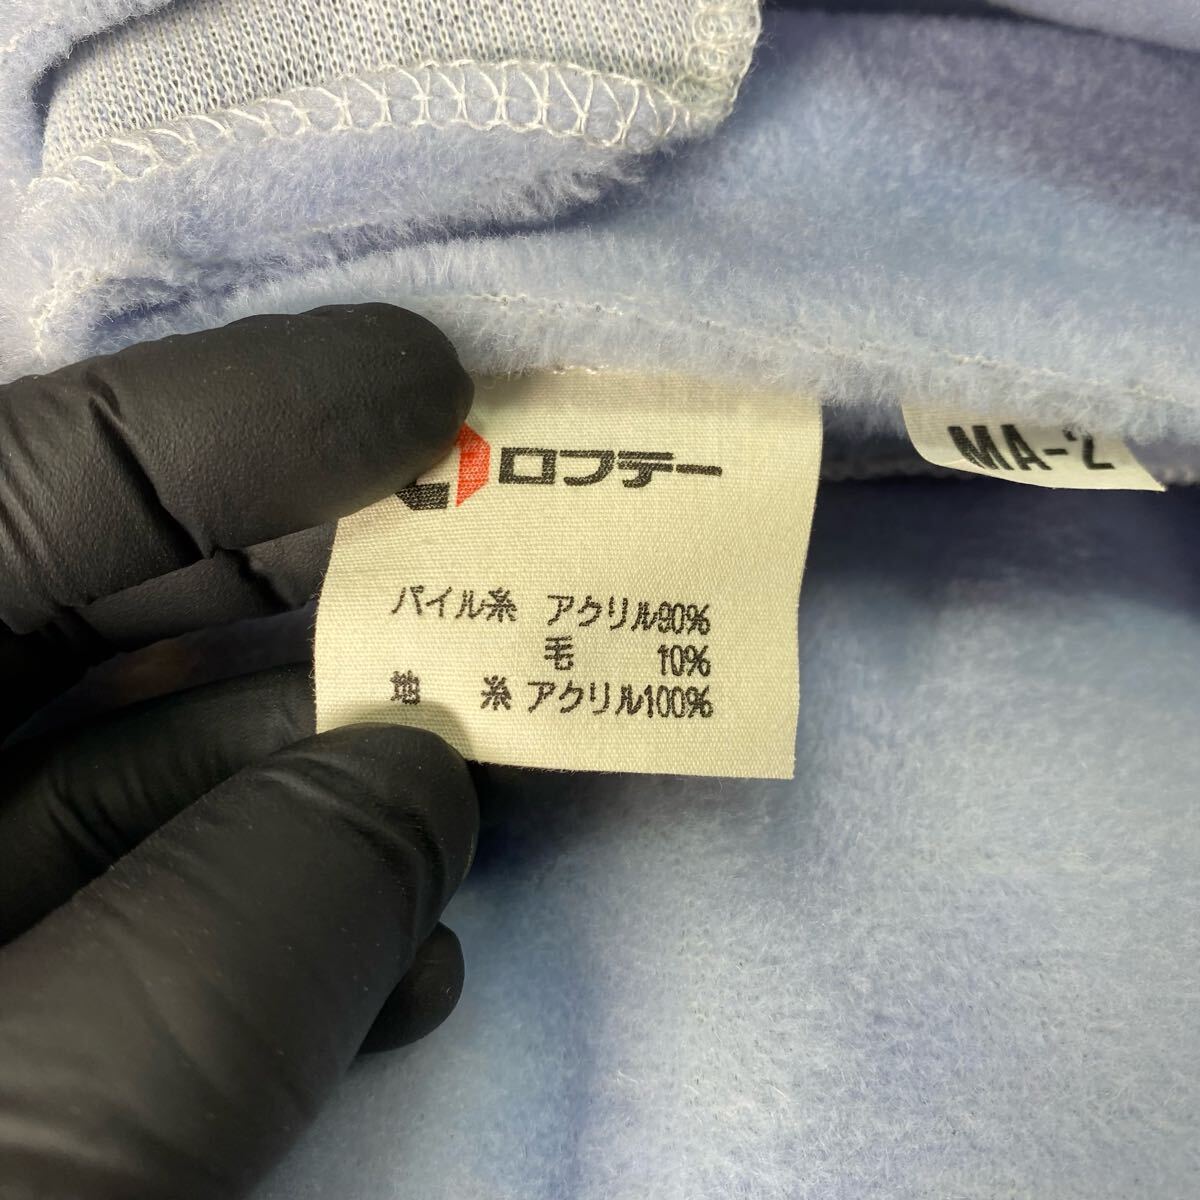 ロフテー
MA-2
パイル糸 アクリル90%
毛 10%
地 糸 アクリル100%